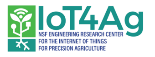 IoT4Ag
NSF ENGINEERING RESEARCH CENTER
FOR THE INTERNET OF THINGS
FOR PRECISION AGRICULTURE